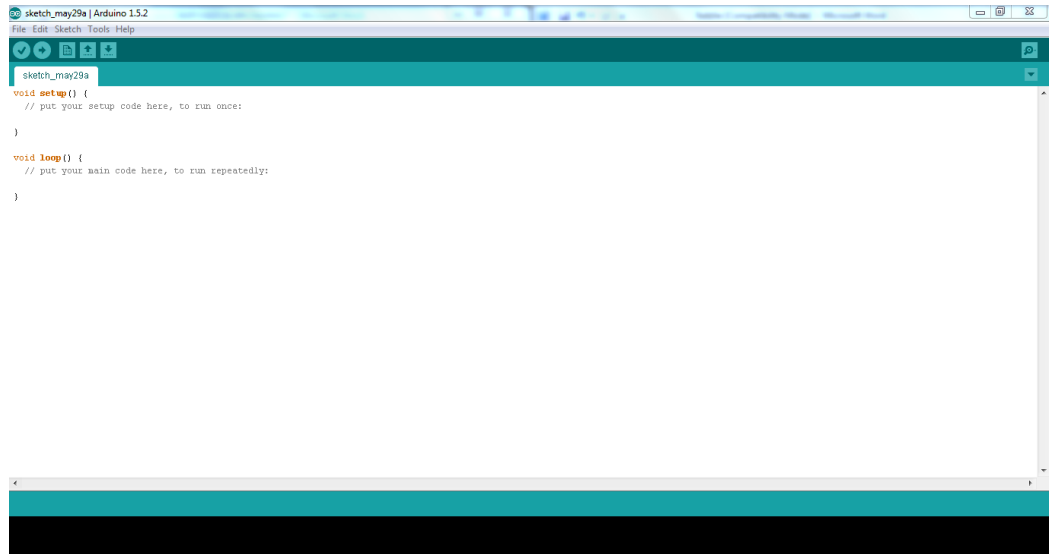 sketch_may29a | Arduino 1.5.2
File Edit Sketch Tools Help
sketch_may29a
void setup() {
  // put your setup code here, to run once:
}
void loop() {
  // put your main code here, to run repeatedly:
}